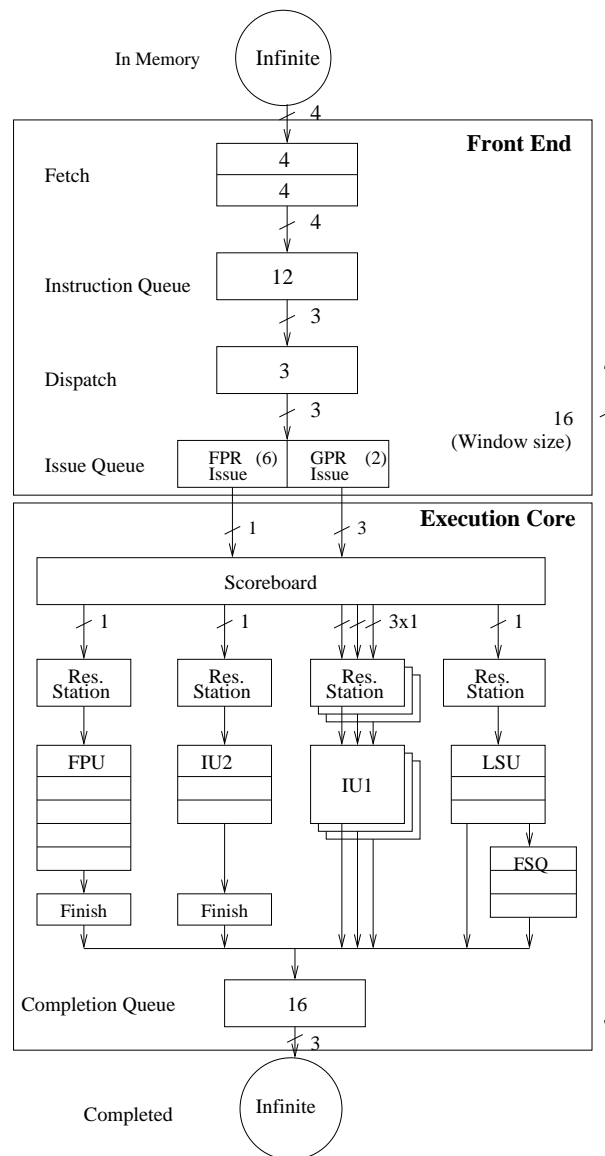 In Memory
Infinite
4
Front End
Fetch
4
4
4
Instruction Queue
12
3
Dispatch
3
3
16
(Window size)
Issue Queue
FPR (6)
Issue
GPR (2)
Issue
1
3
Execution Core
Scoreboard
1
1
3x1
1
Res.
Station
Res.
Station
Res.
Station
Res.
Station
FPU
IU2
IU1
LSU
FSQ
Finish
Finish
Completion Queue
16
3
Completed
Infinite